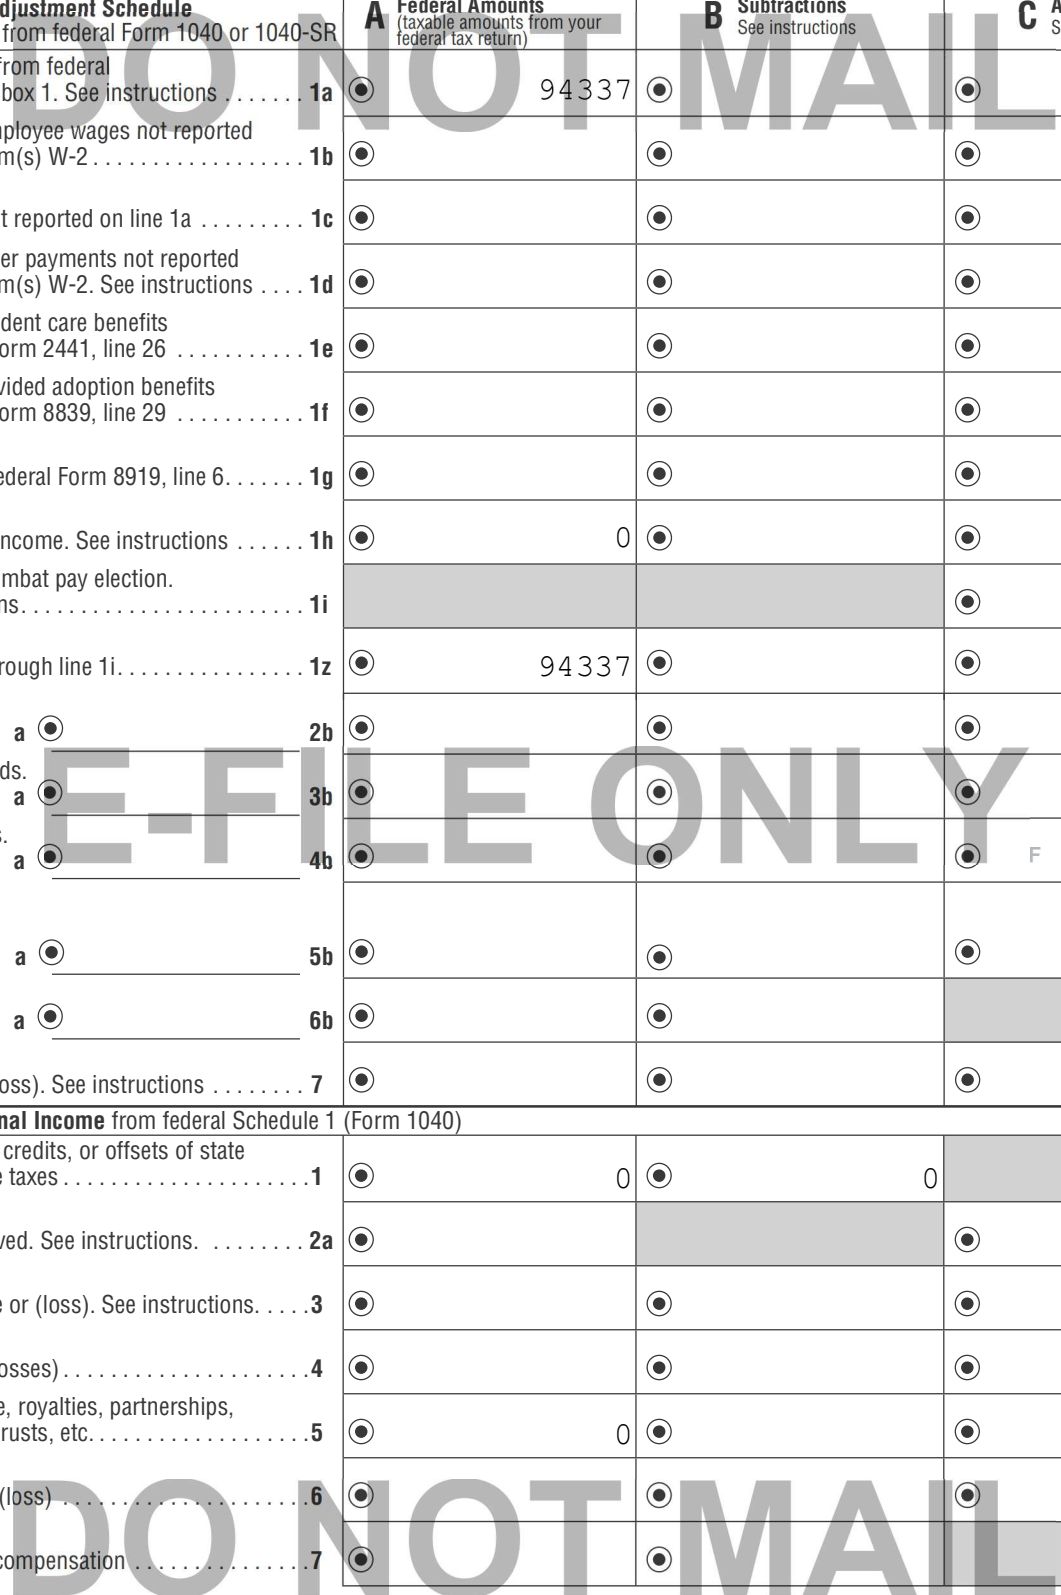 djustment Schedule
from federal Form 1040 or 1040-SR
A Federal Amounts
(taxable amounts from your
federal tax return)
B Subtractions
See instructions
C
DO NOT MAIL
from federal
box 1. See instructions . . . . . . . 1a 94337
mployee wages not reported
m(s) W-2 . . . . . . . . . . . . . . . . . . 1b
t reported on line 1a . . . . . . . . . 1c
er payments not reported
m(s) W-2. See instructions . . . . 1d
dent care benefits
orm 2441, line 26 . . . . . . . . . . . 1e
vided adoption benefits
orm 8839, line 29 . . . . . . . . . . . 1f
ederal Form 8919, line 6. . . . . . . 1g
ncome. See instructions . . . . . . 1h 0
mbat pay election.
ns. . . . . . . . . . . . . . . . . . . . . . . . 1i
rough line 1i. . . . . . . . . . . . . . . . 1z 94337
a 2b
E-FILE ONLY
ds.
a 3b
s.
a 4b F
a 5b
a 6b
oss). See instructions . . . . . . . . 7
nal Income from federal Schedule 1 (Form 1040)
credits, or offsets of state
e taxes . . . . . . . . . . . . . . . . . . . . . 1 0 0
ved. See instructions. . . . . . . . . 2a
e or (loss). See instructions. . . . . 3
osses) . . . . . . . . . . . . . . . . . . . . . 4
e, royalties, partnerships,
rusts, etc. . . . . . . . . . . . . . . . . . . 5 0
DO NOT MAIL
(loss) . . . . . . . . . . . . . . . . . . . . . 6
compensation . . . . . . . . . . . . . . . 7